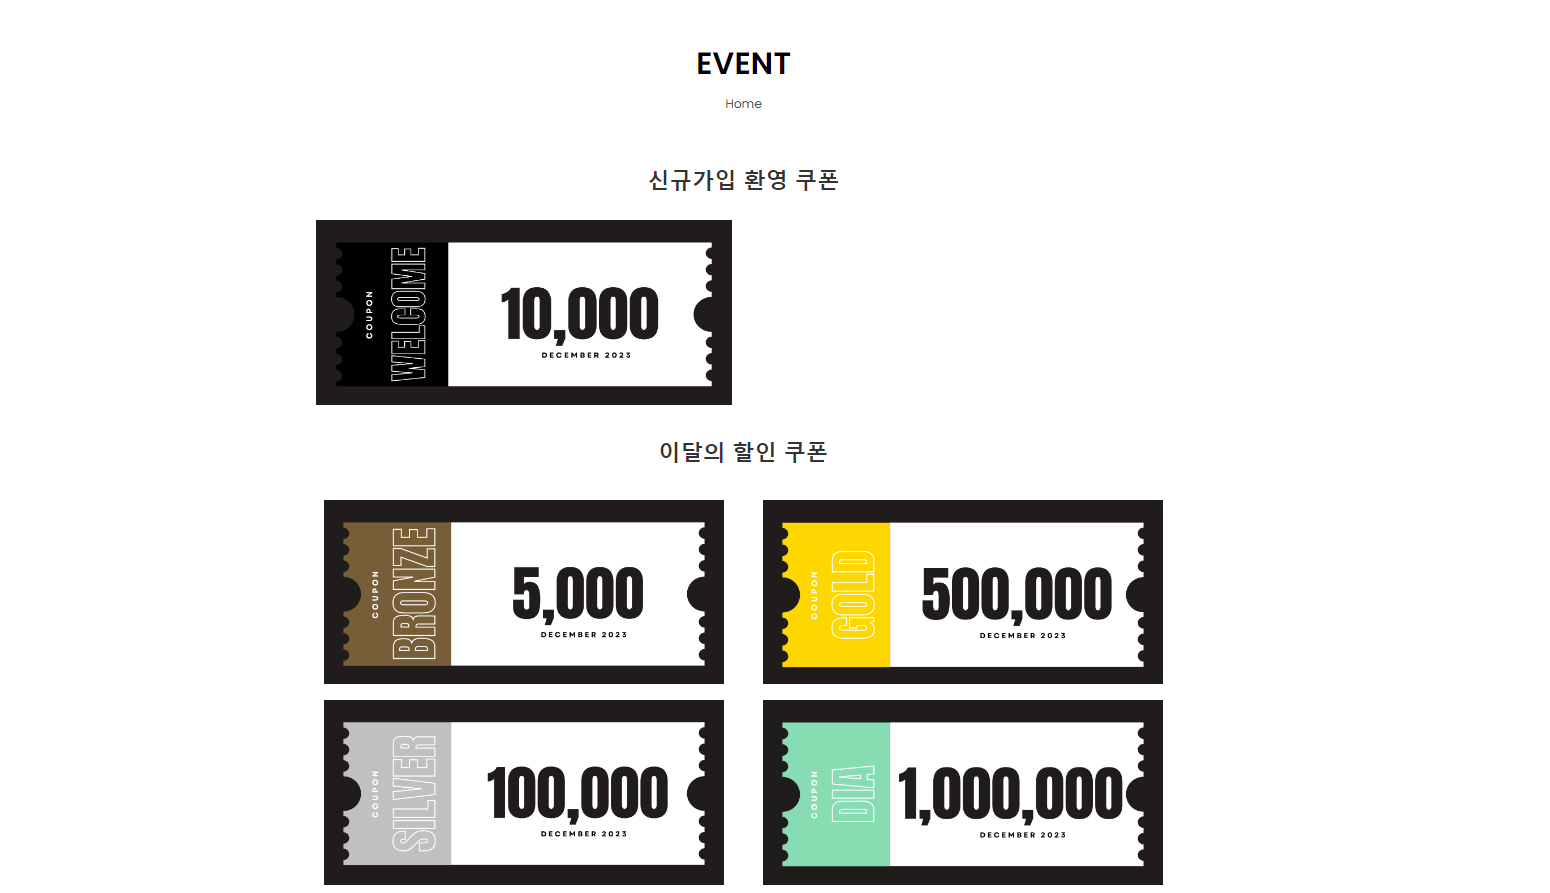 EVENT
Home
신규가입 환영 쿠폰
COUPON
WELCOME
10,000
DECEMBER 2023
이달의 할인 쿠폰
COUPON
BRONZE
5,000
DECEMBER 2023
COUPON
GOLD
500,000
DECEMBER 2023
COUPON
SILVER
100,000
DECEMBER 2023
COUPON
DIA
1,000,000
DECEMBER 2023